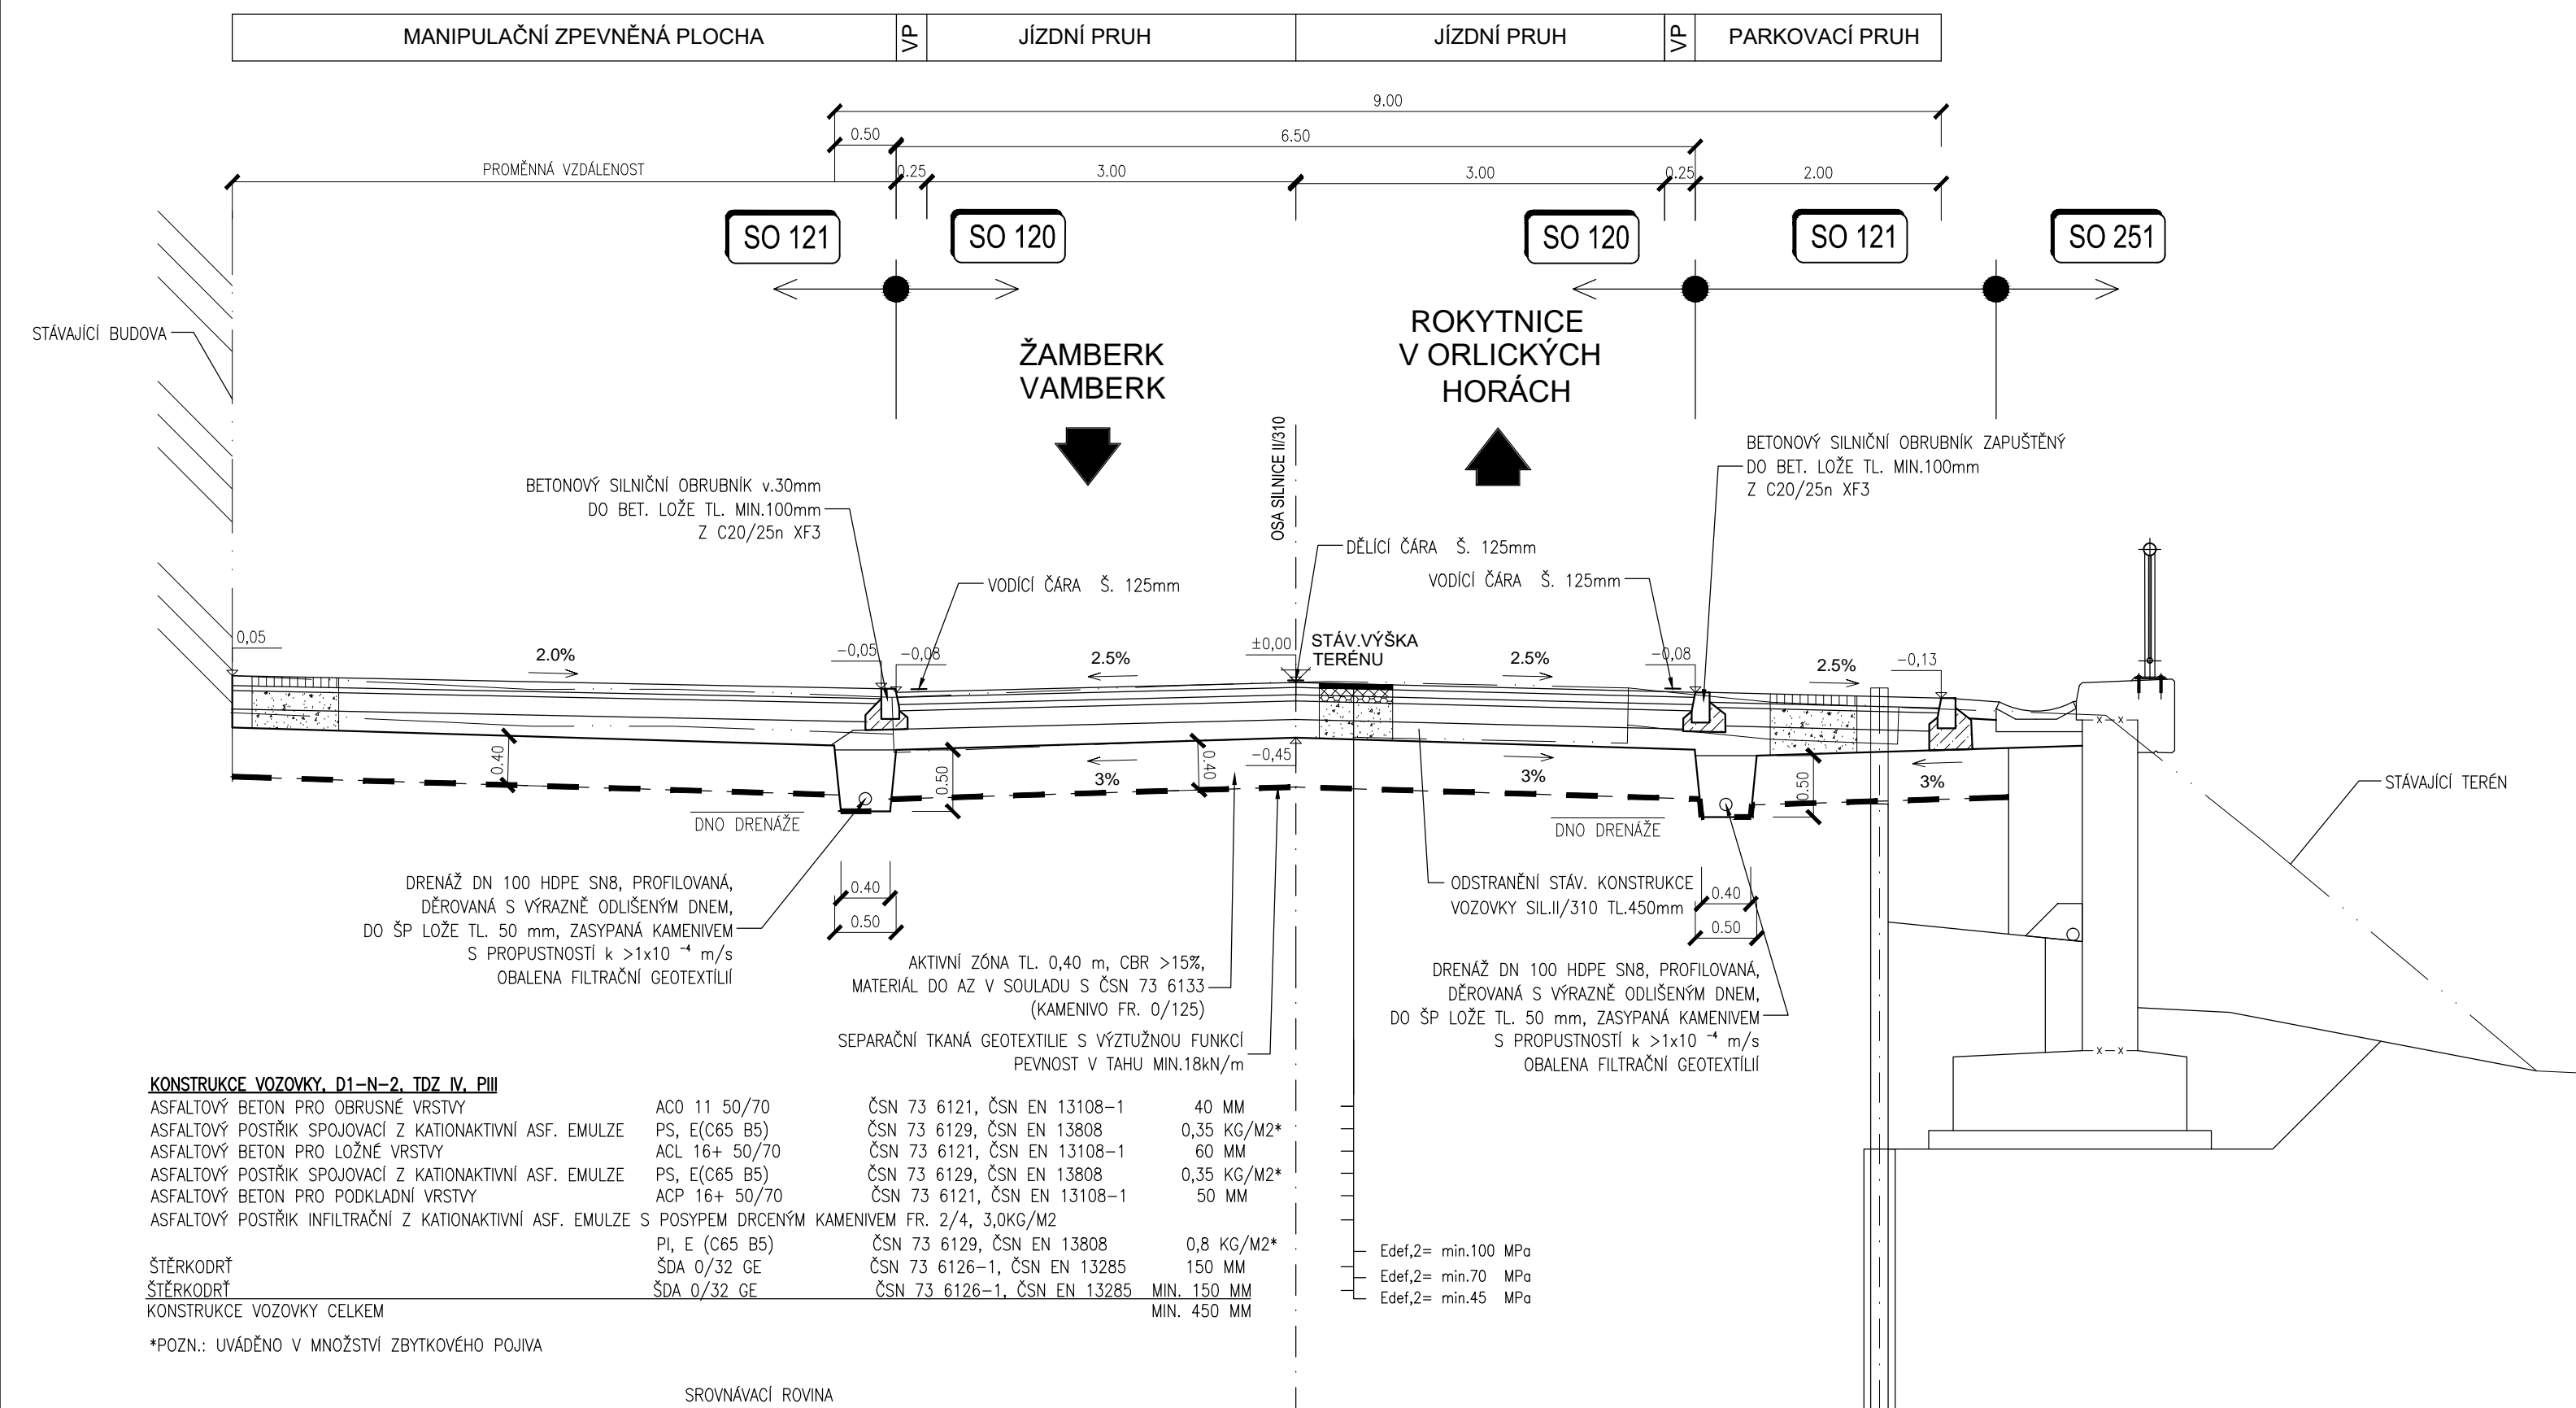 MANIPULAČNÍ ZPEVNĚNÁ PLOCHA VP JÍZDNÍ PRUH JÍZDNÍ PRUH VP PARKOVACÍ PRUH
9.00
0.50 6.50
PROMĚNNÁ VZDÁLENOST 0.25 3.00 3.00 0.25 2.00
SO 121 SO 120 SO 120 SO 121 SO 251
STÁVAJÍCÍ BUDOVA
ŽAMBERK
VAMBERK
ROKYTNICE
V ORLICKÝCH
HORÁCH
OSA SILNICE II/310
BETONOVÝ SILNIČNÍ OBRUBNÍK ZAPUŠTĚNÝ
DO BET. LOŽE TL. MIN.100mm
Z C20/25n XF3
BETONOVÝ SILNIČNÍ OBRUBNÍK v.30mm
DO BET. LOŽE TL. MIN.100mm
Z C20/25n XF3
DĚLÍCÍ ČÁRA Š. 125mm
VODÍCÍ ČÁRA Š. 125mm
VODÍCÍ ČÁRA Š. 125mm
0,05 2.0% -0,05 -0,08 2.5% ±0,00 STÁV.VÝŠKA
TERÉNU
2.5% -0,08 2.5% -0,13
0.40 0.50 3% 0.40 -0,45 3% 0.50 3%
STÁVAJÍCÍ TERÉN
DNO DRENÁŽE
DNO DRENÁŽE
0.40
0.50
0.40
0.50
DRENÁŽ DN 100 HDPE SN8, PROFILOVANÁ,
DĚROVANÁ S VÝRAZNĚ ODLIŠENÝM DNEM,
DO ŠP LOŽE TL. 50 mm, ZASYPANÁ KAMENIVEM
S PROPUSTNOSTÍ k >1x10 ⁻⁴ m/s
OBALENA FILTRAČNÍ GEOTEXTÍLIÍ
ODSTRANĚNÍ STÁV. KONSTRUKCE
VOZOVKY SIL.II/310 TL.450mm
AKTIVNÍ ZÓNA TL. 0,40 m, CBR >15%,
MATERIÁL DO AZ V SOULADU S ČSN 73 6133
(KAMENIVO FR. 0/125)
SEPARAČNÍ TKANÁ GEOTEXTILIE S VÝZTUŽNOU FUNKCÍ
PEVNOST V TAHU MIN.18kN/m
DRENÁŽ DN 100 HDPE SN8, PROFILOVANÁ,
DĚROVANÁ S VÝRAZNĚ ODLIŠENÝM DNEM,
DO ŠP LOŽE TL. 50 mm, ZASYPANÁ KAMENIVEM
S PROPUSTNOSTÍ k >1x10 ⁻⁴ m/s
OBALENA FILTRAČNÍ GEOTEXTÍLIÍ
x-x
x-x
KONSTRUKCE VOZOVKY, D1-N-2, TDZ IV, PIII
ASFALTOVÝ BETON PRO OBRUSNÉ VRSTVY ACO 11 50/70 ČSN 73 6121, ČSN EN 13108-1 40 MM
ASFALTOVÝ POSTŘIK SPOJOVACÍ Z KATIONAKTIVNÍ ASF. EMULZE PS, E(C65 B5) ČSN 73 6129, ČSN EN 13808 0,35 KG/M2*
ASFALTOVÝ BETON PRO LOŽNÉ VRSTVY ACL 16+ 50/70 ČSN 73 6121, ČSN EN 13108-1 60 MM
ASFALTOVÝ POSTŘIK SPOJOVACÍ Z KATIONAKTIVNÍ ASF. EMULZE PS, E(C65 B5) ČSN 73 6129, ČSN EN 13808 0,35 KG/M2*
ASFALTOVÝ BETON PRO PODKLADNÍ VRSTVY ACP 16+ 50/70 ČSN 73 6121, ČSN EN 13108-1 50 MM
ASFALTOVÝ POSTŘIK INFILTRAČNÍ Z KATIONAKTIVNÍ ASF. EMULZE S POSYPEM DRCENÝM KAMENIVEM FR. 2/4, 3,0KG/M2
PI, E (C65 B5) ČSN 73 6129, ČSN EN 13808 0,8 KG/M2*
ŠTĚRKODRŤ ŠDA 0/32 GE ČSN 73 6126-1, ČSN EN 13285 150 MM
ŠTĚRKODRŤ ŠDA 0/32 GE ČSN 73 6126-1, ČSN EN 13285 MIN. 150 MM
KONSTRUKCE VOZOVKY CELKEM MIN. 450 MM
Edef,2= min.100 MPa
Edef,2= min.70 MPa
Edef,2= min.45 MPa
*POZN.: UVÁDĚNO V MNOŽSTVÍ ZBYTKOVÉHO POJIVA
SROVNÁVACÍ ROVINA